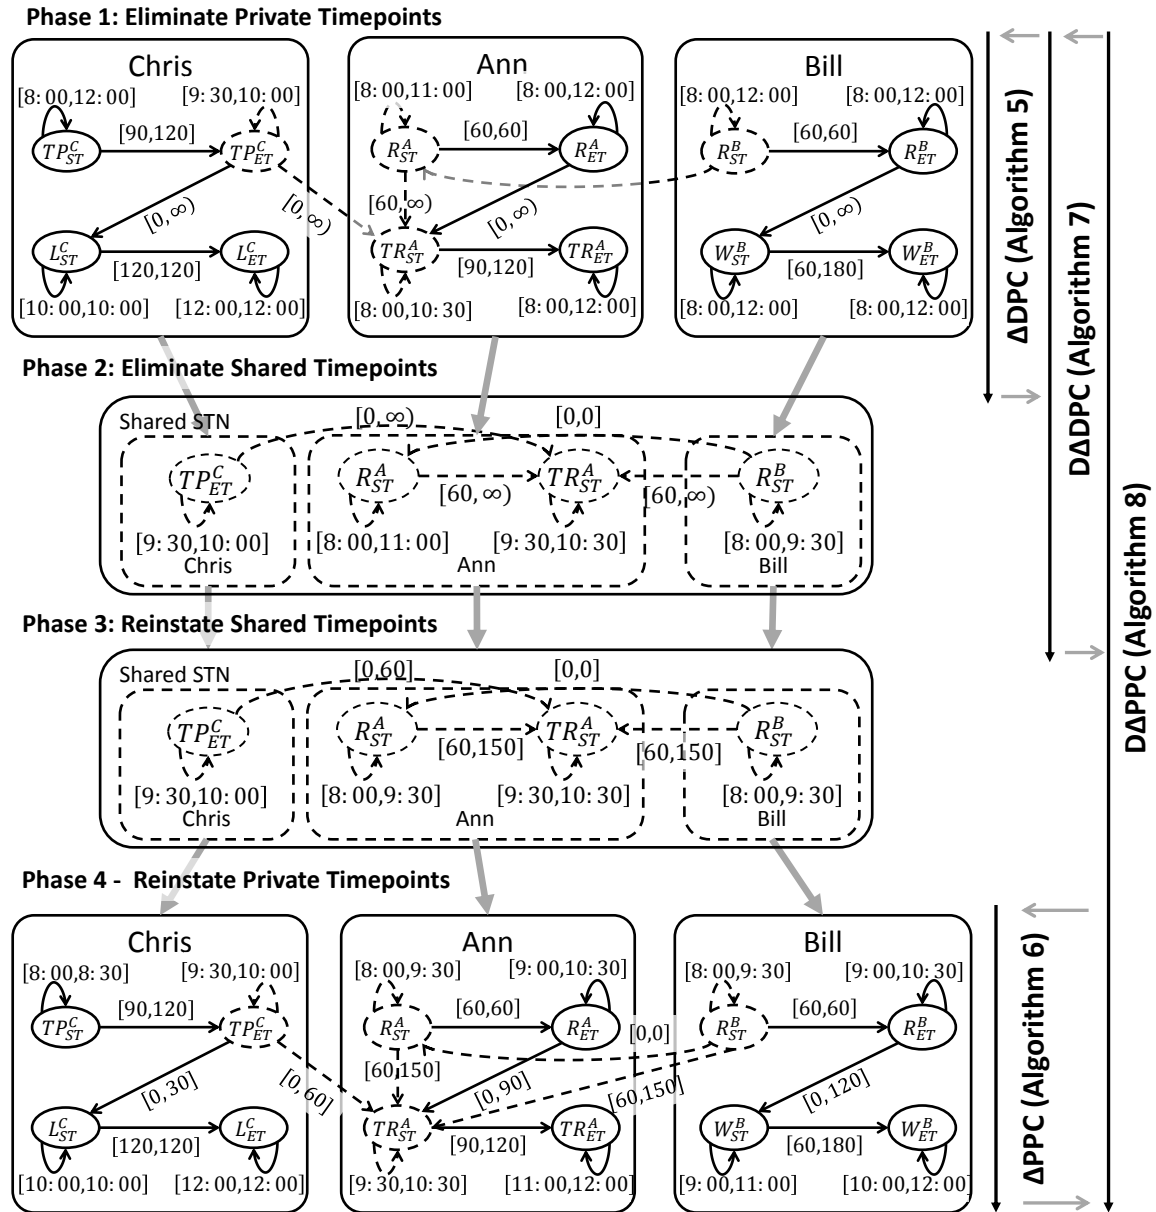 Phase 1: Eliminate Private Timepoints
Chris
Ann
Bill
[8:00,12:00]
[9:30,10:00]
[8:00,11:00]
[8:00,12:00]
[8:00,12:00]
[8:00,12:00]
TP^C_ST
[90,120]
TP^C_ET
R^A_ST
[60,60]
R^A_ET
R^B_ST
[60,60]
R^B_ET
[0,∞)
[0,∞)
[60,∞)
[0,∞)
[0,∞)
L^C_ST
[120,120]
L^C_ET
TR^A_ST
[90,120]
TR^A_ET
W^B_ST
[60,180]
W^B_ET
[10:00,10:00]
[12:00,12:00]
[8:00,10:30]
[8:00,12:00]
[8:00,12:00]
[8:00,12:00]
Phase 2: Eliminate Shared Timepoints
Shared STN
[0,∞)
[0,0]
TP^C_ET
R^A_ST
[60,∞)
TR^A_ST
[60,∞)
R^B_ST
[9:30,10:00]
[8:00,11:00]
[9:30,10:30]
[8:00,9:30]
Chris
Ann
Bill
Phase 3: Reinstate Shared Timepoints
Shared STN
[0,60]
[0,0]
TP^C_ET
R^A_ST
[60,150]
TR^A_ST
[60,150]
R^B_ST
[9:30,10:00]
[8:00,9:30]
[9:30,10:30]
[8:00,9:30]
Chris
Ann
Bill
Phase 4 - Reinstate Private Timepoints
Chris
Ann
Bill
[8:00,8:30]
[9:30,10:00]
[8:00,9:30]
[9:00,10:30]
[8:00,9:30]
[9:00,10:30]
TP^C_ST
[90,120]
TP^C_ET
R^A_ST
[60,60]
R^A_ET
[0,0]
R^B_ST
[60,60]
R^B_ET
[0,30]
[0,60]
[60,150]
[0,90]
[60,150]
[0,120]
L^C_ST
[120,120]
L^C_ET
TR^A_ST
[90,120]
TR^A_ET
W^B_ST
[60,180]
W^B_ET
[10:00,10:00]
[12:00,12:00]
[9:30,10:30]
[11:00,12:00]
[9:00,11:00]
[10:00,12:00]
ΔDPC (Algorithm 5)
DΔDPC (Algorithm 7)
DΔPPC (Algorithm 8)
ΔPPC (Algorithm 6)